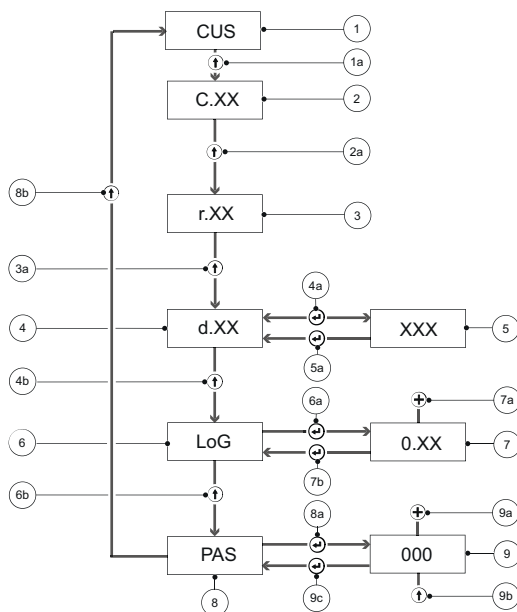 CUS 1
1a
C.XX 2
2a
8b
r.XX 3
3a
4a
4 d.XX XXX 5
5a
4b
6a 7a
6 LoG 0.XX 7
7b
6b
8a 9a
PAS 000 9
8 9c 9b